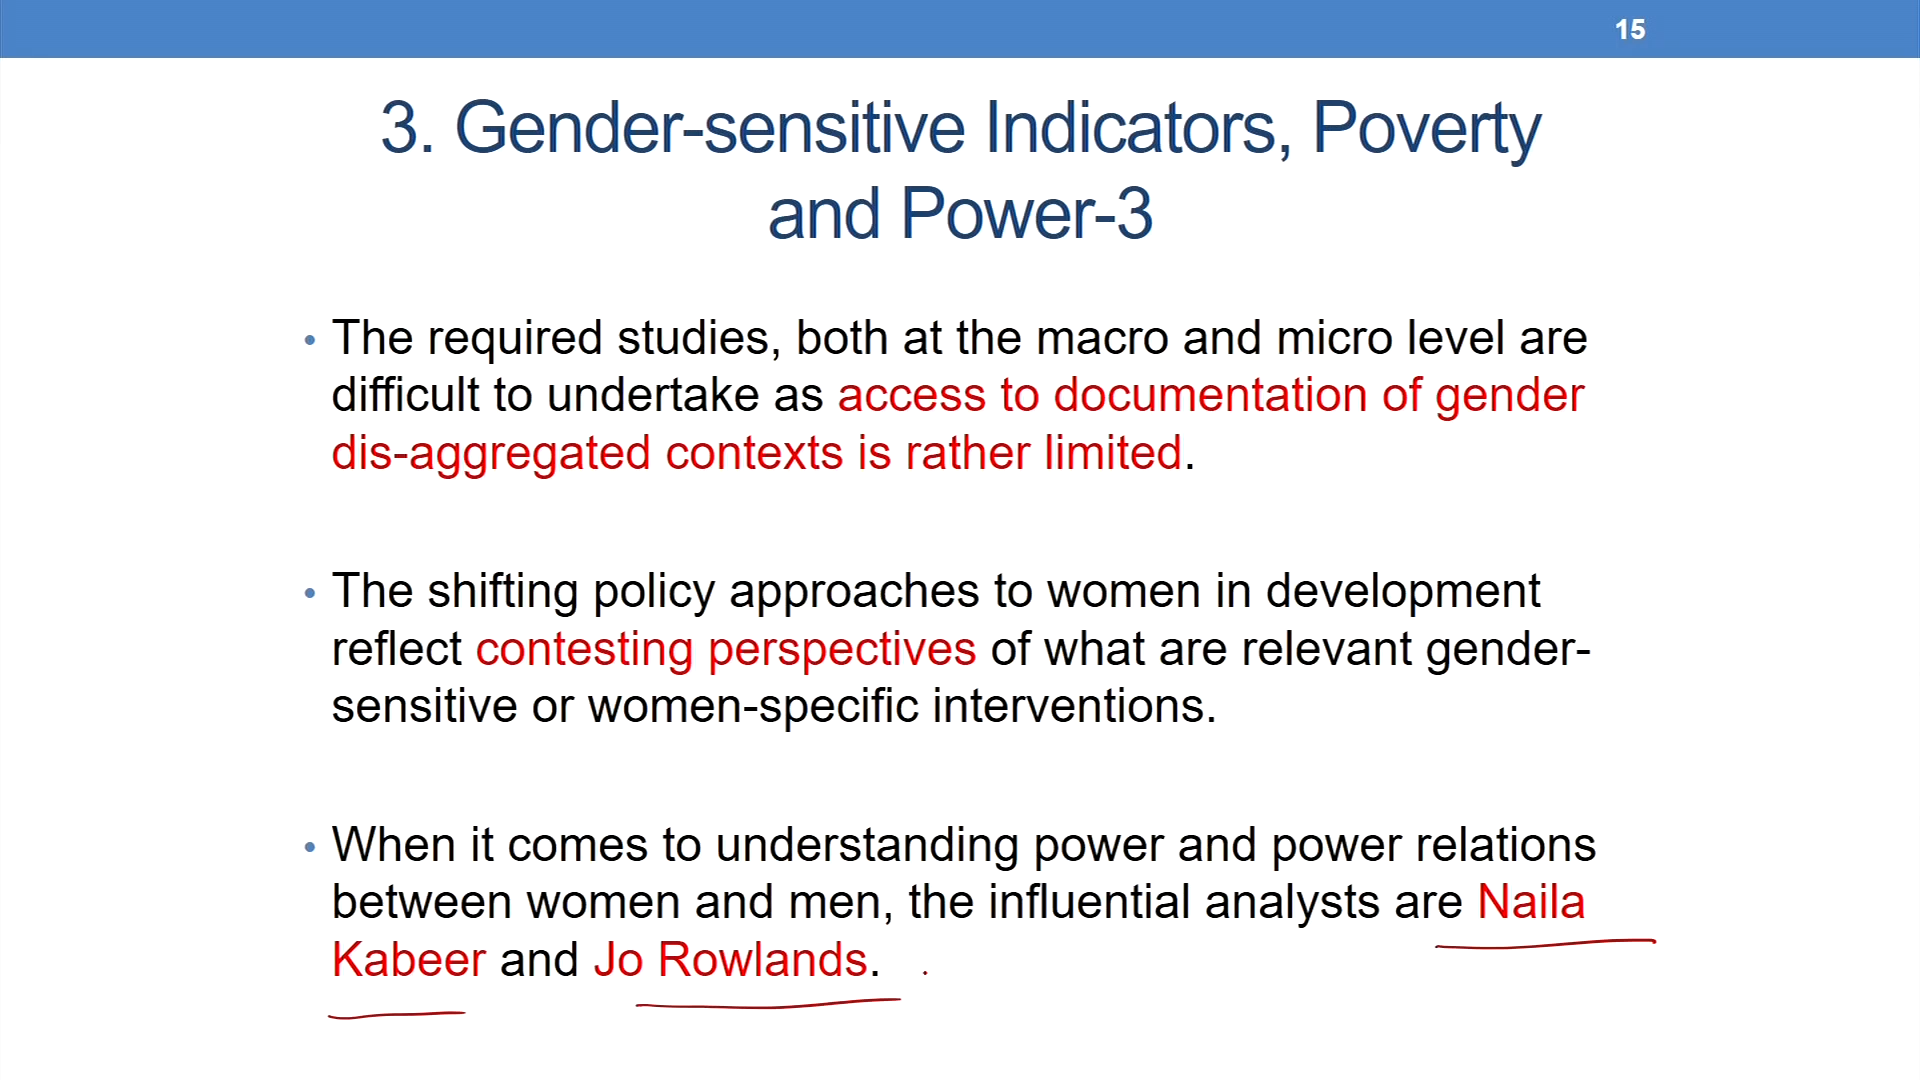 15
3. Gender-sensitive Indicators, Poverty
and Power-3
• The required studies, both at the macro and micro level are
difficult to undertake as access to documentation of gender
dis-aggregated contexts is rather limited.
• The shifting policy approaches to women in development
reflect contesting perspectives of what are relevant gender-
sensitive or women-specific interventions.
• When it comes to understanding power and power relations
between women and men, the influential analysts are Naila
Kabeer and Jo Rowlands.